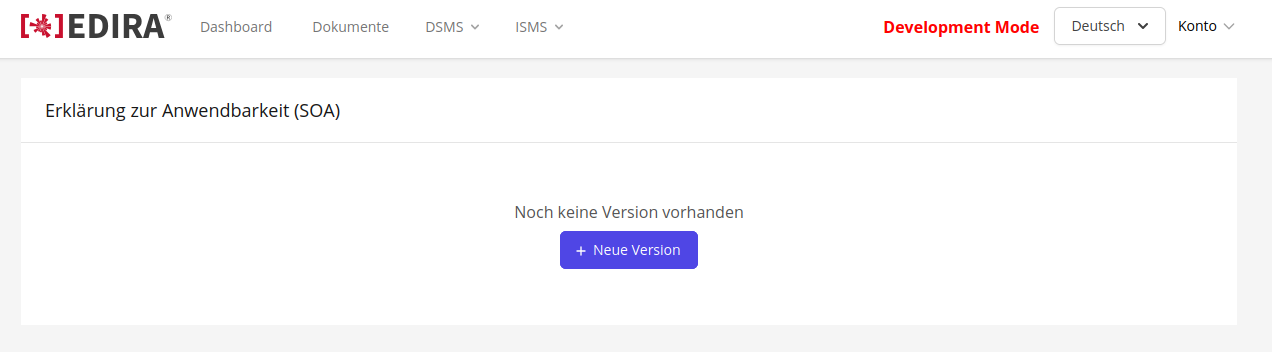 [*]EDIRA® Dashboard Dokumente DSMS ISMS Development Mode Deutsch Konto
Erklärung zur Anwendbarkeit (SOA)
Noch keine Version vorhanden
+ Neue Version